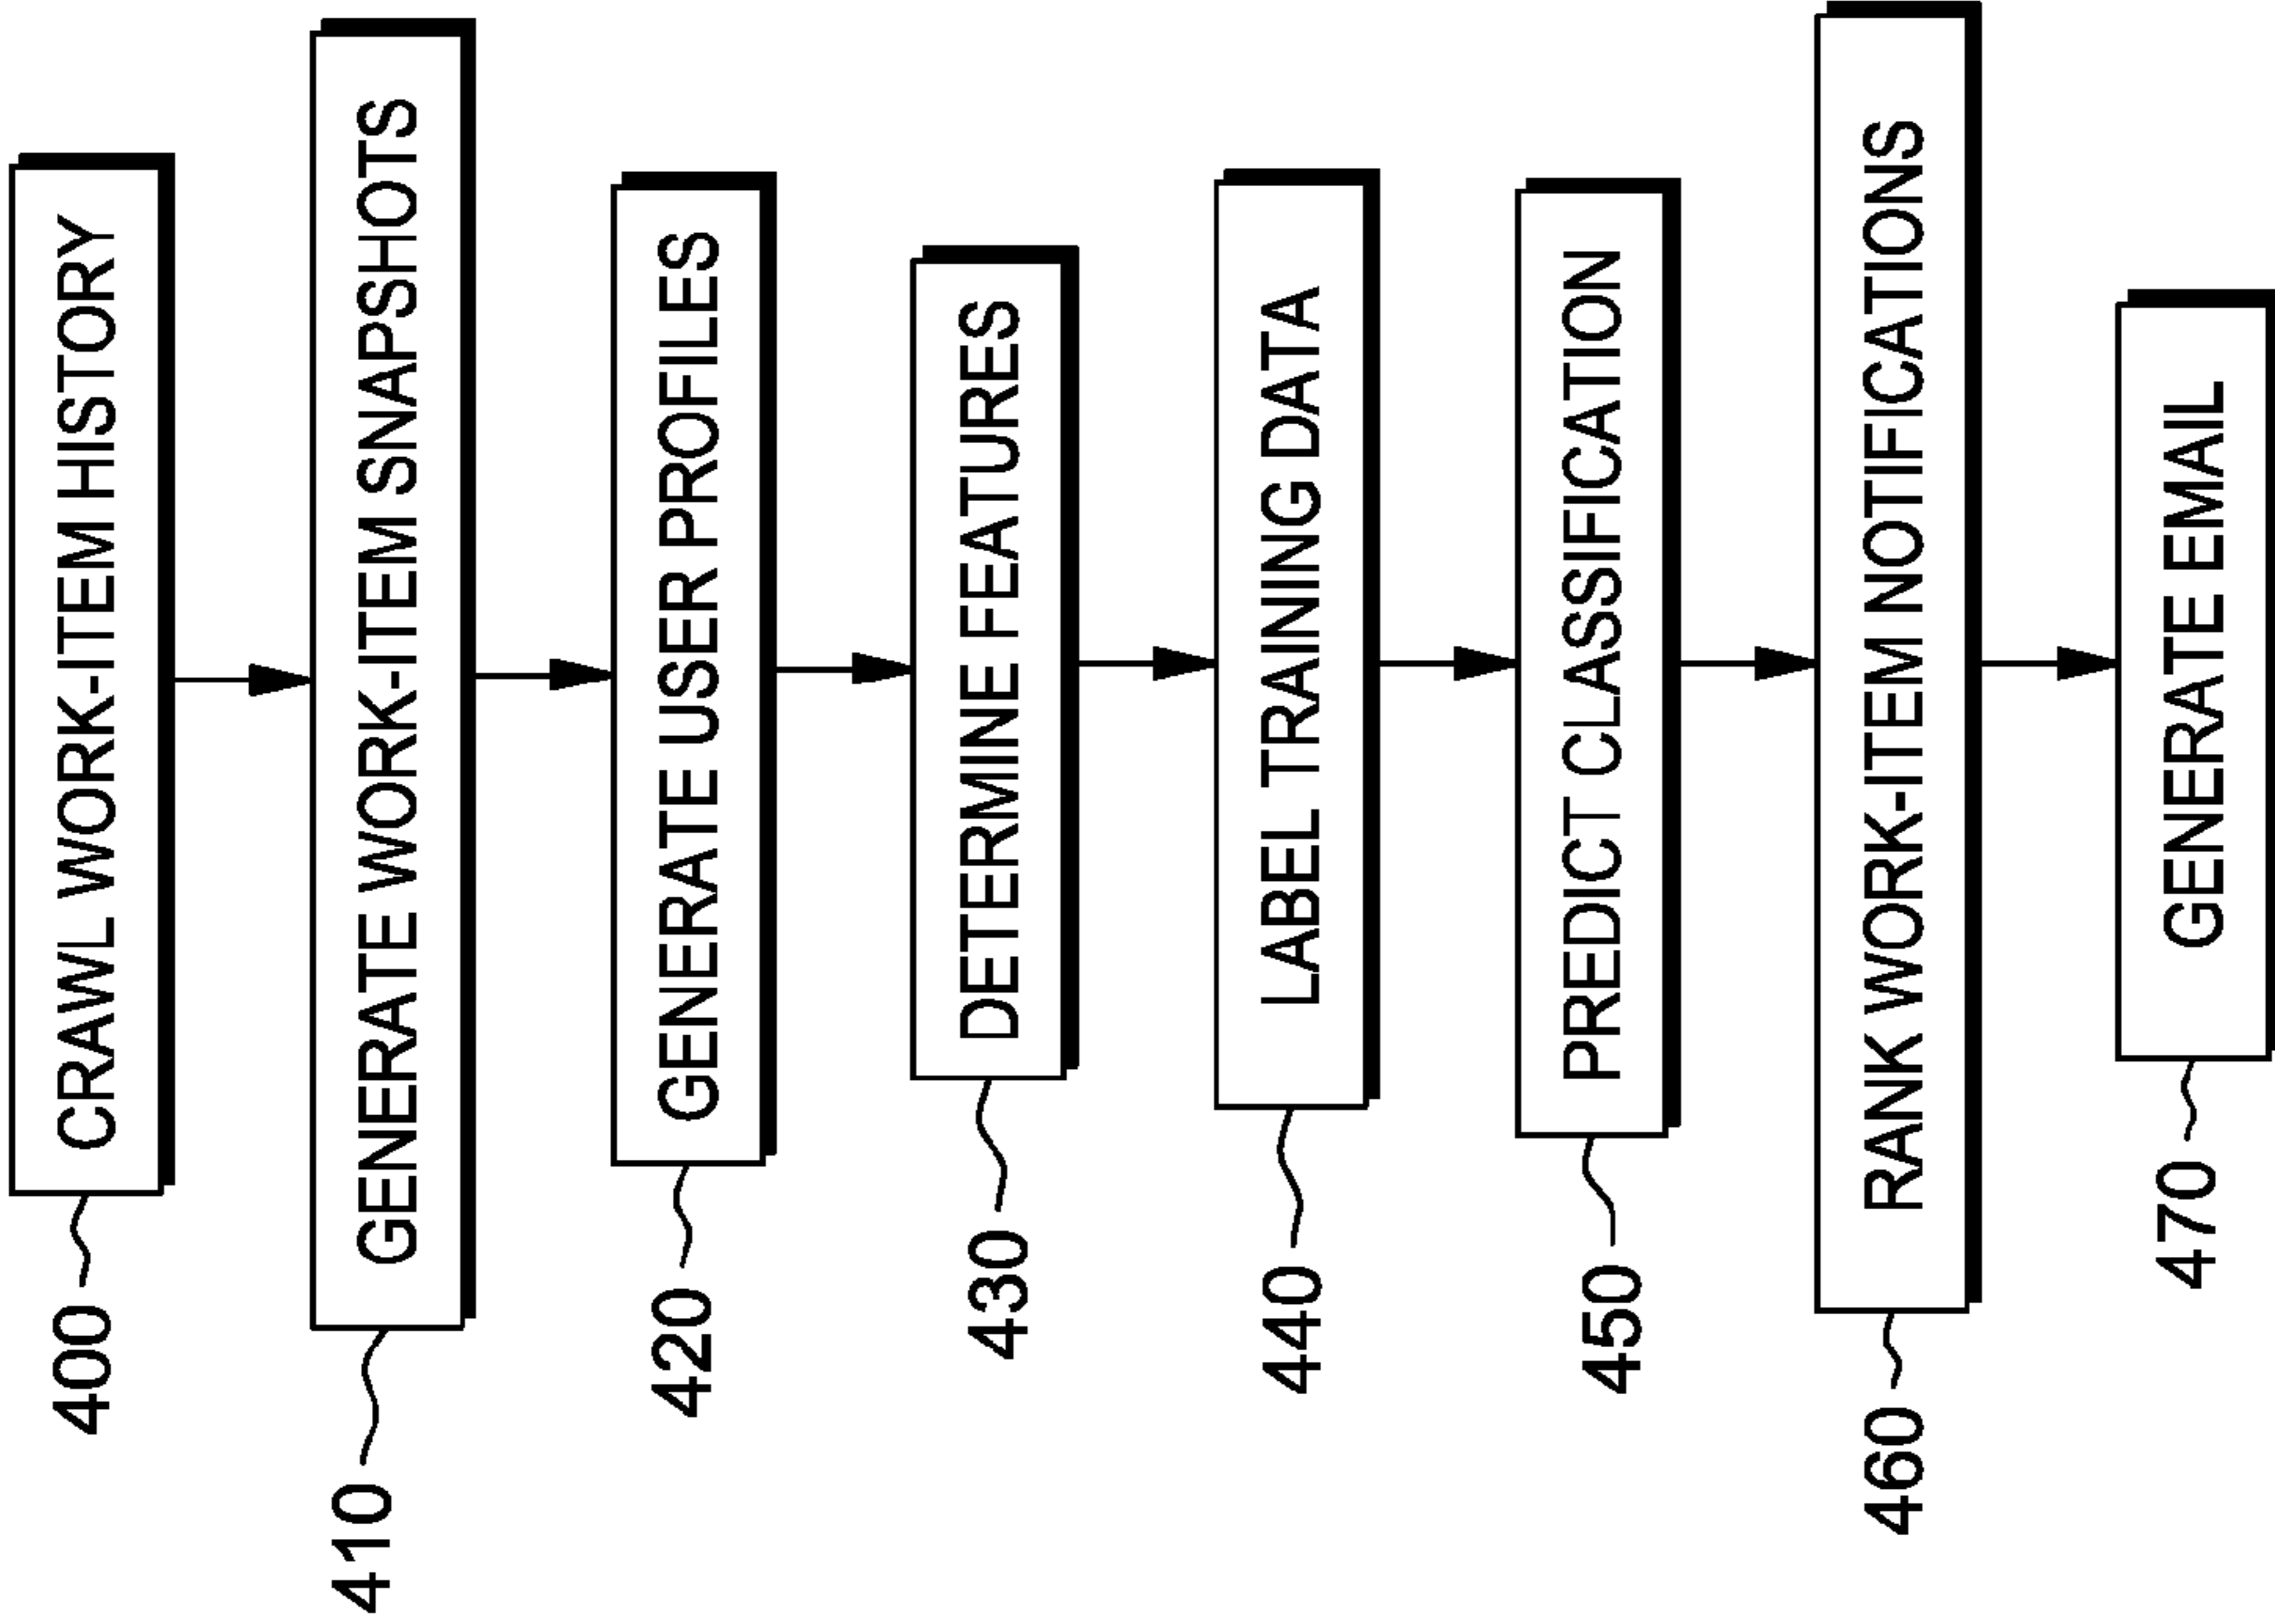 400
CRAWL WORK-ITEM HISTORY
410
GENERATE WORK-ITEM SNAPSHOTS
420
GENERATE USER PROFILES
430
DETERMINE FEATURES
440
LABEL TRAINING DATA
450
PREDICT CLASSIFICATION
460
RANK WORK-ITEM NOTIFICATIONS
470
GENERATE EMAIL